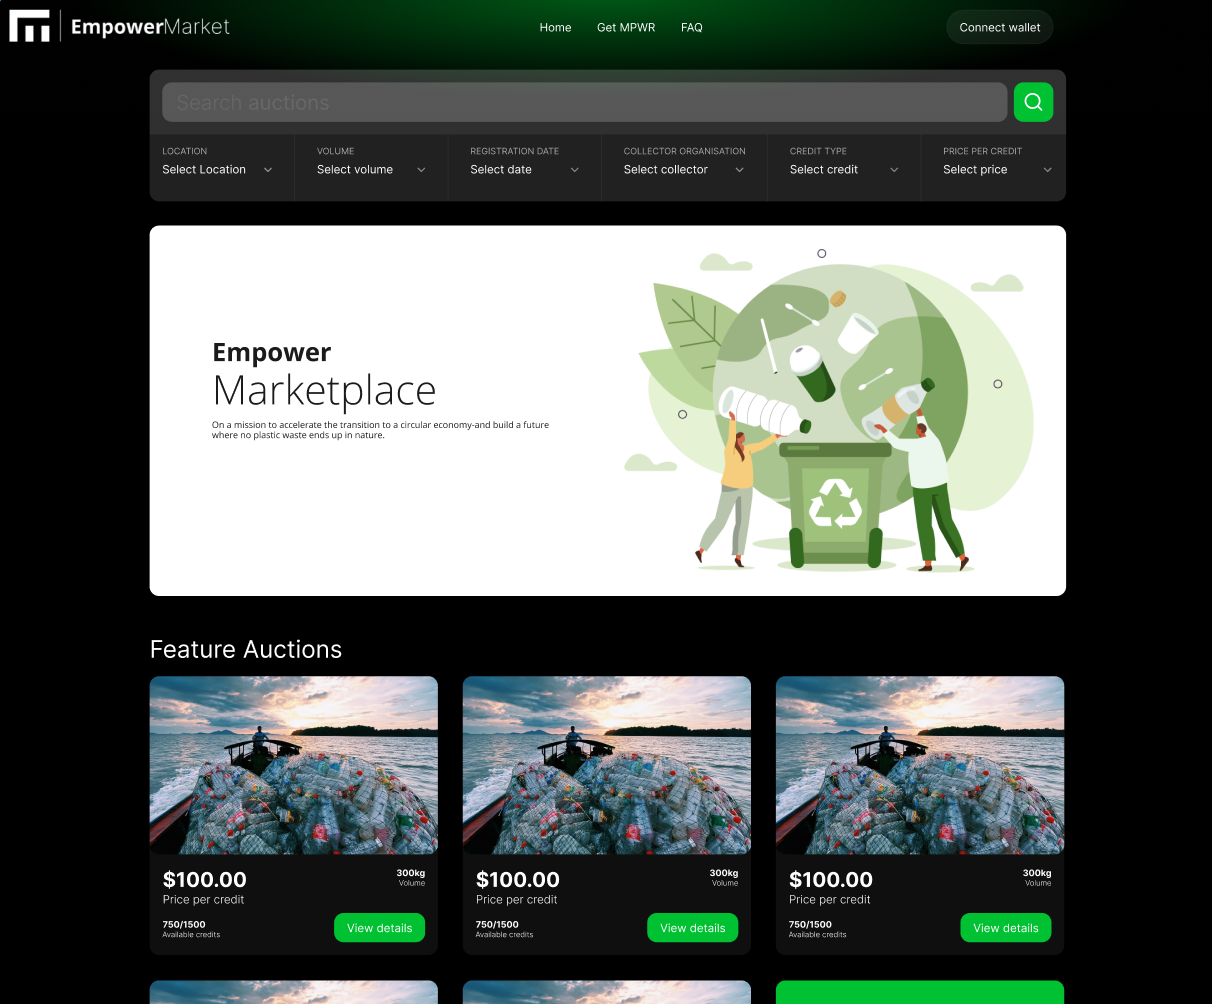 EmpowerMarket
Home Get MPWR FAQ
Connect wallet
Search auctions
LOCATION VOLUME REGISTRATION DATE COLLECTOR ORGANISATION CREDIT TYPE PRICE PER CREDIT
Select Location Select volume Select date Select collector Select credit Select price
Empower
Marketplace
On a mission to accelerate the transition to a circular economy-and build a future
where no plastic waste ends up in nature.
Feature Auctions
$100.00
Price per credit
300kg
Volume
750/1500
Available credits
View details
$100.00
Price per credit
300kg
Volume
750/1500
Available credits
View details
$100.00
Price per credit
300kg
Volume
750/1500
Available credits
View details